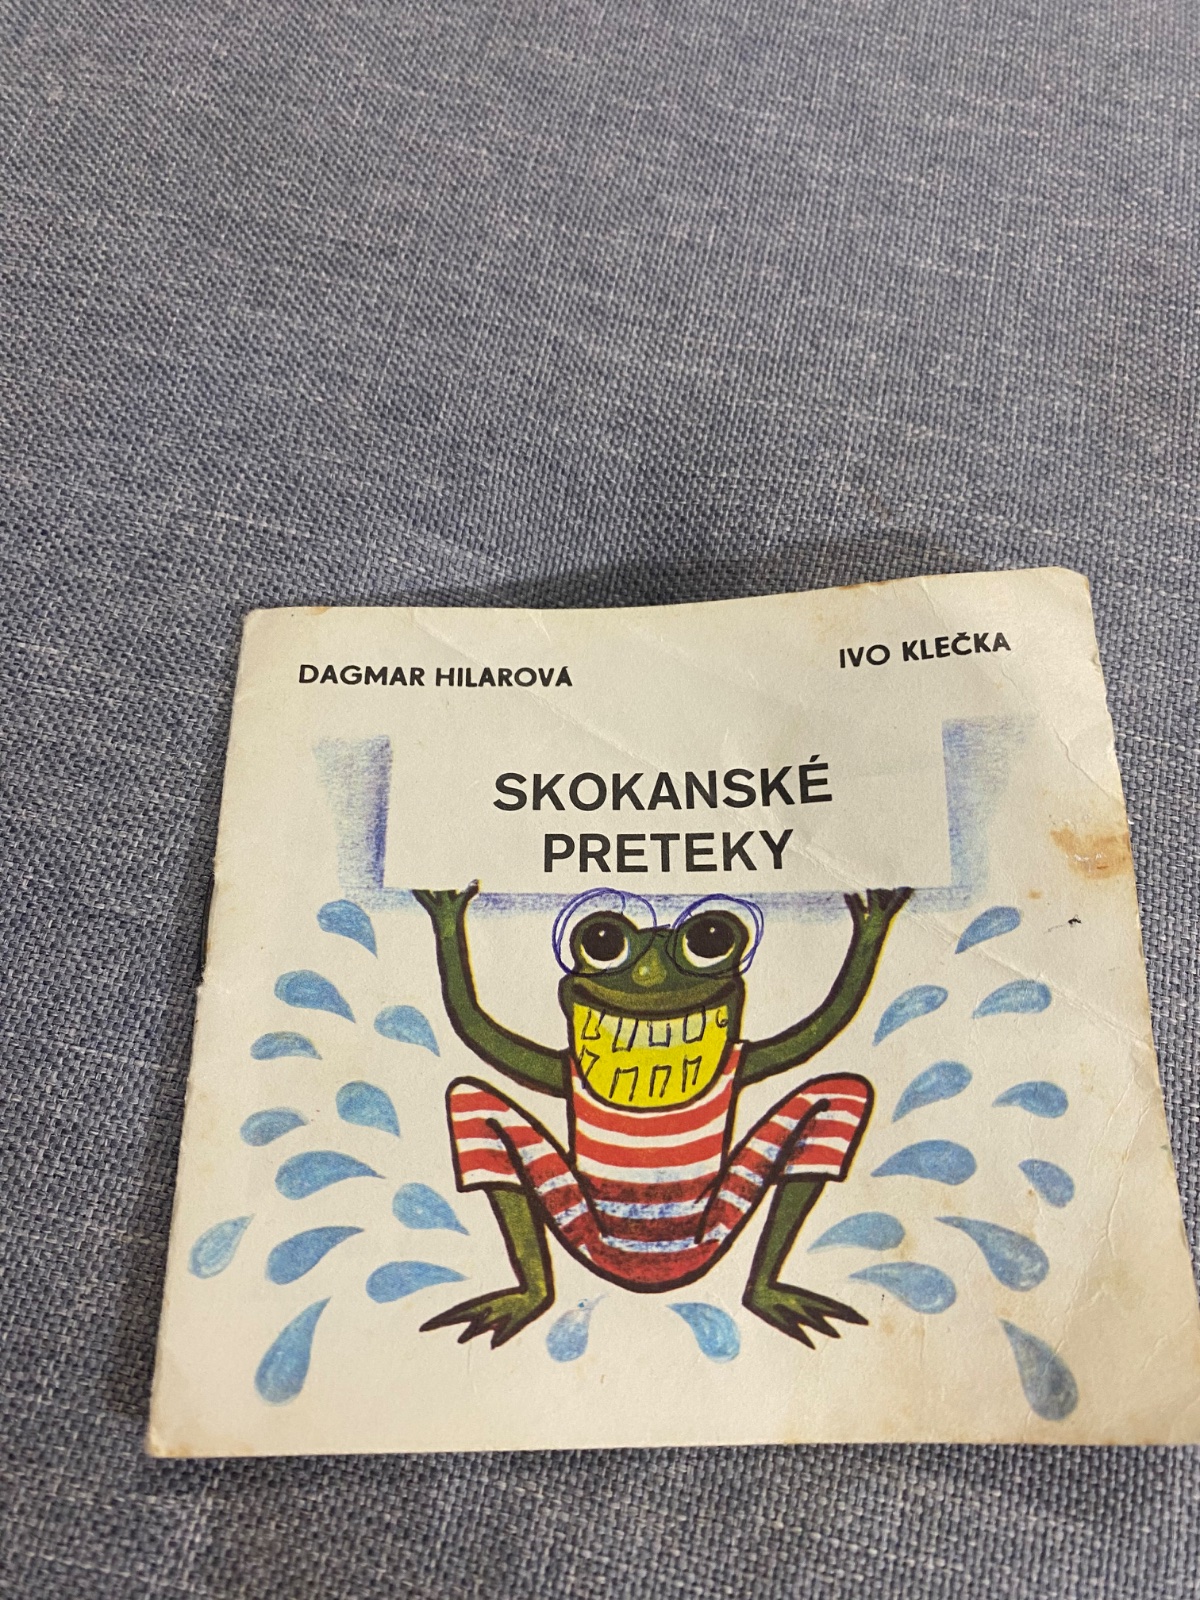 DAGMAR HILAROVÁ
IVO KLEČKA
SKOKANSKÉ
PRETEKY